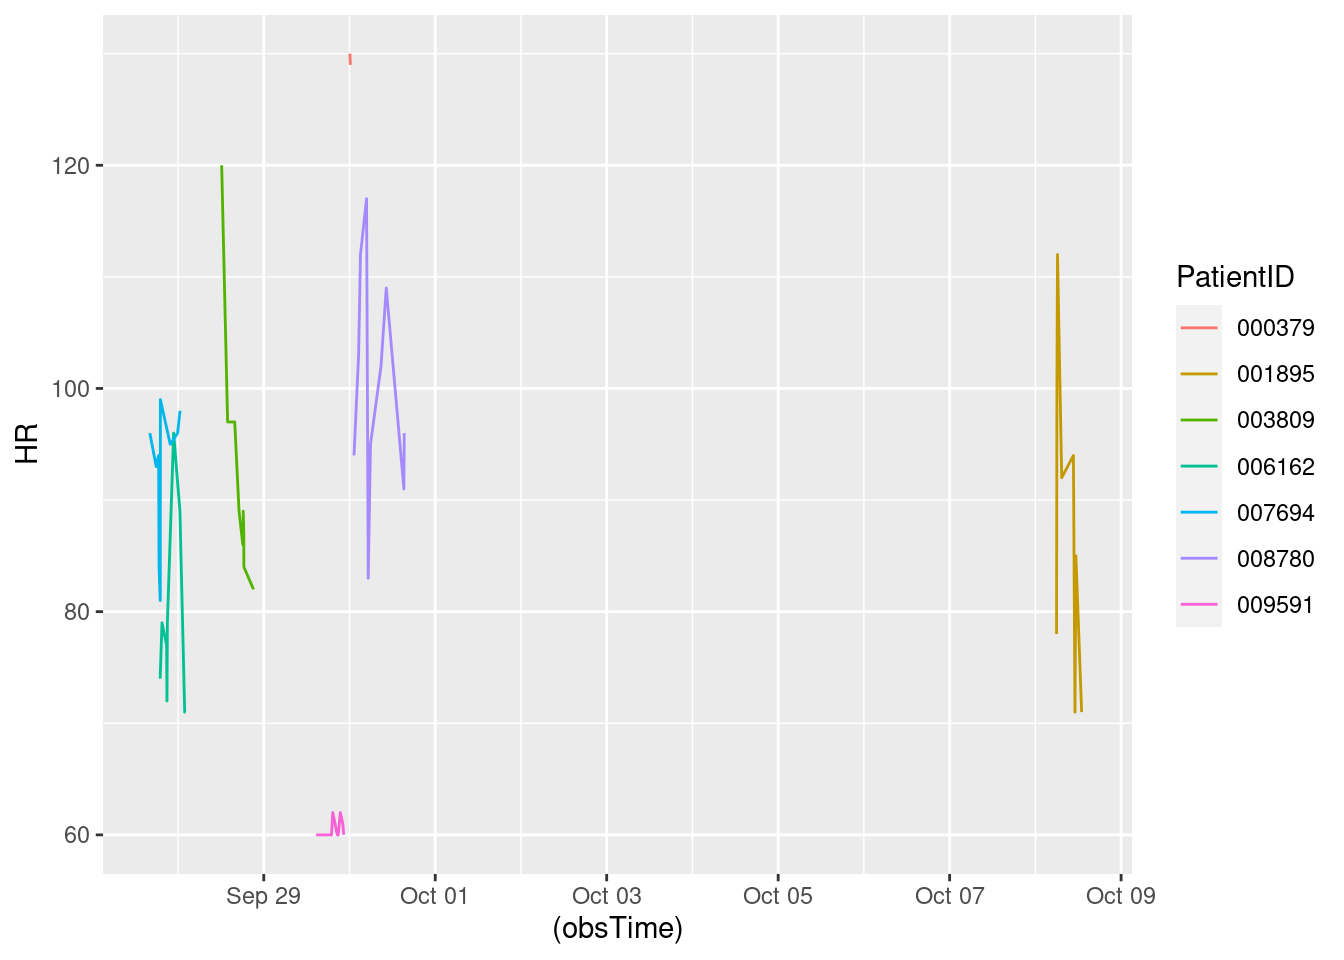 HR
120
100
80
60
Sep 29
Oct 01
Oct 03
Oct 05
Oct 07
Oct 09
(obsTime)
PatientID
000379
001895
003809
006162
007694
008780
009591